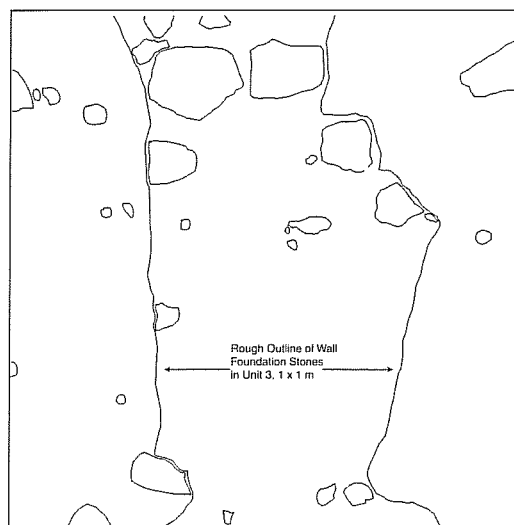 Rough Outline of Wall
Foundation Stones
in Unit 3, 1 x 1 m